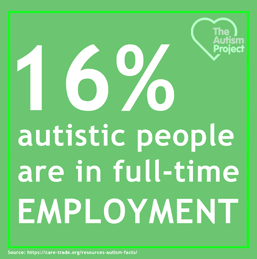 The
Autism
Project
16%
autistic people
are in full-time
EMPLOYMENT
Source: https://care-trade.org/resources-autism-facts/